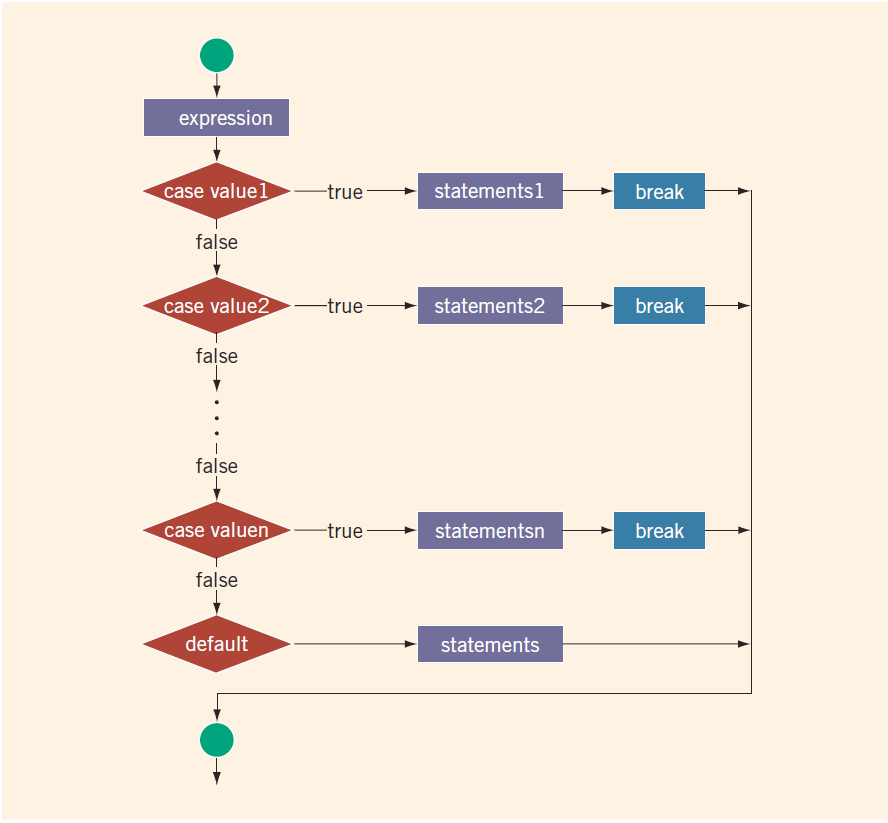 expression
case value1
true
statements1
break
false
case value2
true
statements2
break
false
false
case valuen
true
statementsn
break
false
default
statements